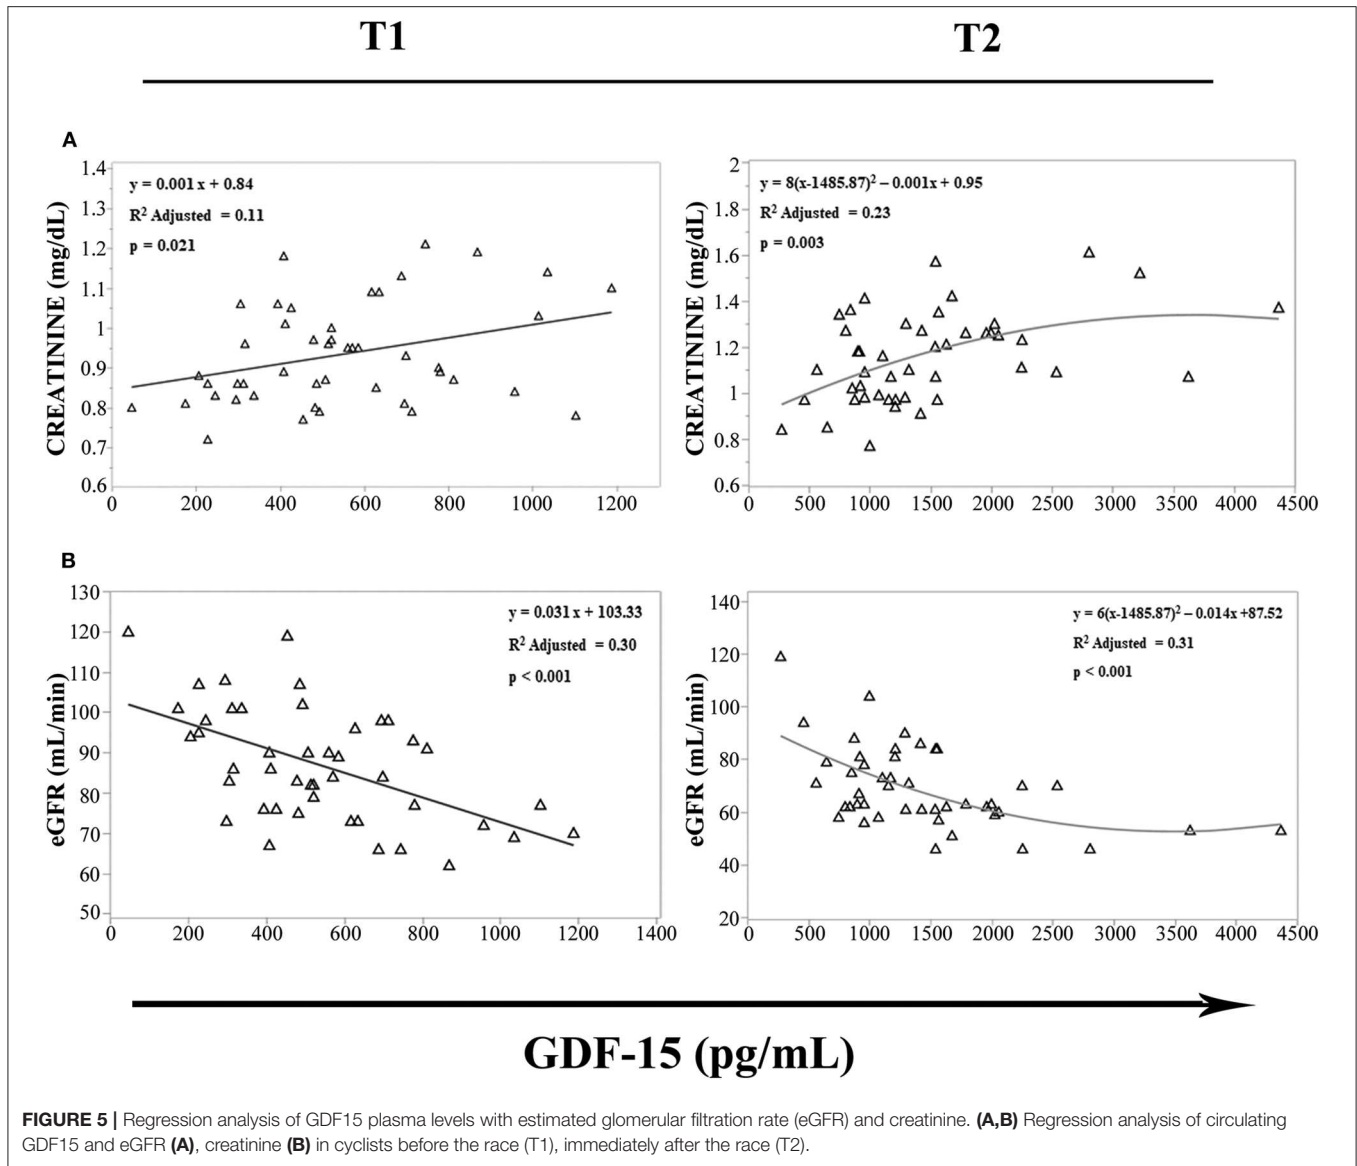 T1
T2
A
1.4
1.3
1.2
1.1
1
0.9
0.8
0.7
0.6
CREATININE (mg/dL)
y = 0.001 x + 0.84
R² Adjusted = 0.11
p = 0.021
0
200
400
600
800
1000
1200
2
1.8
1.6
1.4
1.2
1
0.8
0.6
CREATININE (mg/dL)
y = 8(x-1485.87)² – 0.001x + 0.95
R² Adjusted = 0.23
p = 0.003
0
500
1000
1500
2000
2500
3000
3500
4000
4500
B
130
120
110
100
90
80
70
60
50
eGFR (mL/min)
y = 0.031 x + 103.33
R² Adjusted = 0.30
p < 0.001
0
200
400
600
800
1000
1200
1400
140
120
100
80
60
40
20
eGFR (mL/min)
y = 6(x-1485.87)² – 0.014x +87.52
R² Adjusted = 0.31
p < 0.001
0
500
1000
1500
2000
2500
3000
3500
4000
4500
GDF-15 (pg/mL)
FIGURE 5 | Regression analysis of GDF15 plasma levels with estimated glomerular filtration rate (eGFR) and creatinine. (A,B) Regression analysis of circulating
GDF15 and eGFR (A), creatinine (B) in cyclists before the race (T1), immediately after the race (T2).